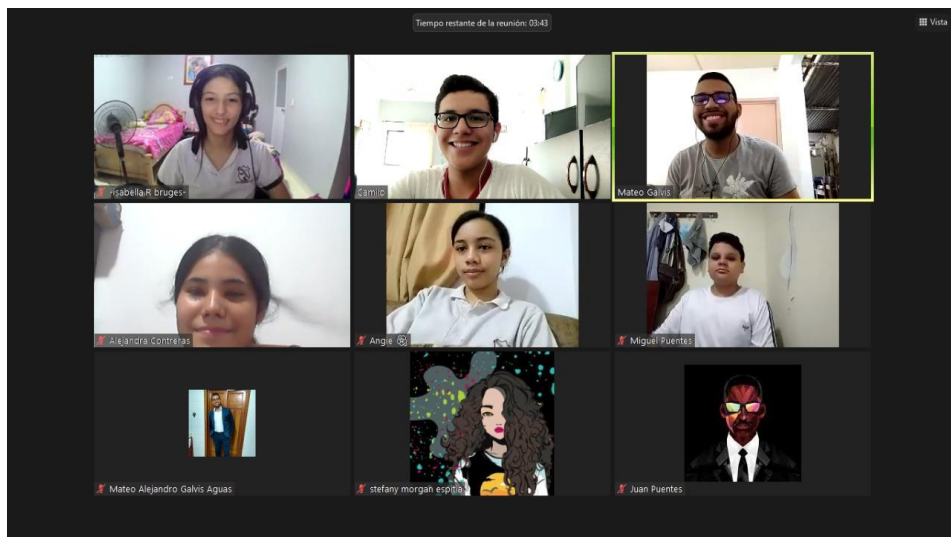 Tiempo restante de la reunión: 03:43
Vista
-isabella R bruges-
Camilo
Mateo Galvis
Alejandra Contreras
Angie
Miguel Puentes
Mateo Alejandro Galvis Aguas
stefany morgan espitia
Juan Puentes